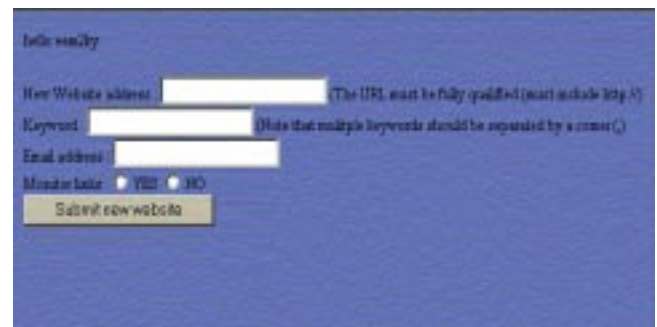 hello
New Website address: (The URL must be fully qualified (must include http://)
Keyword: (Note that multiple keywords should be separated by a comer(,)
Email address:
Monitor links: YES NO
Submit new website